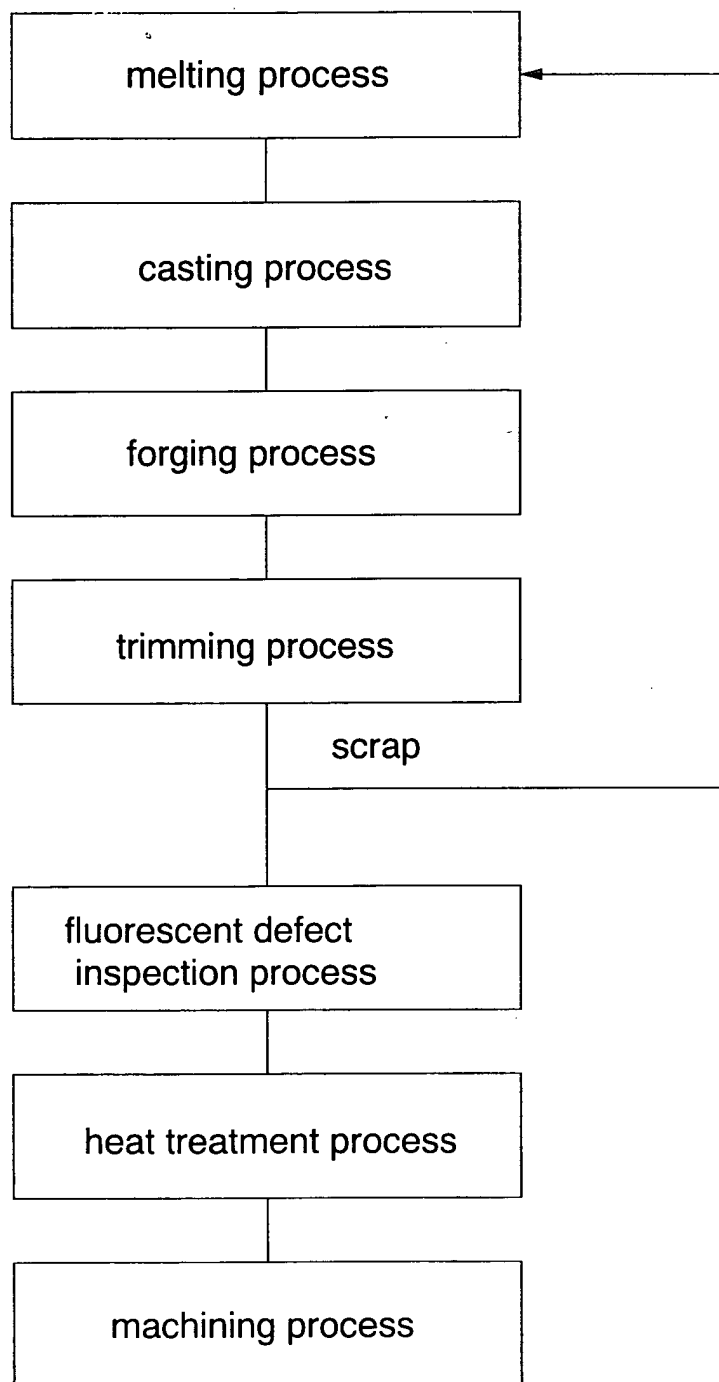 melting process
casting process
forging process
trimming process
scrap
fluorescent defect
inspection process
heat treatment process
machining process